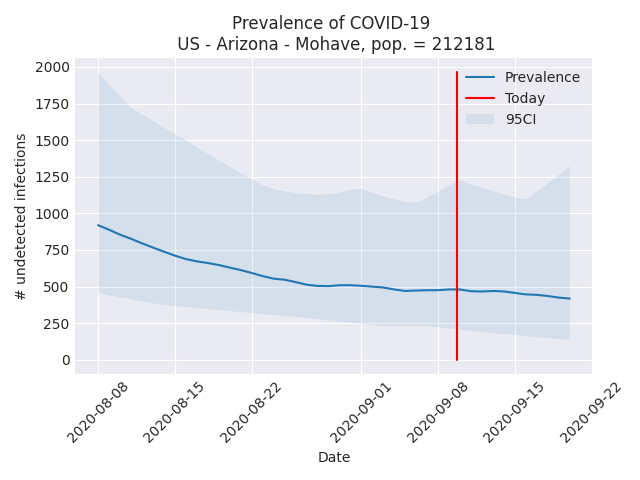 Prevalence of COVID-19
US - Arizona - Mohave, pop. = 212181
2000
1750
1500
1250
1000
750
500
250
0
# undetected infections
Prevalence
Today
95CI
2020-08-08
2020-08-15
2020-08-22
2020-09-01
2020-09-08
2020-09-15
2020-09-22
Date